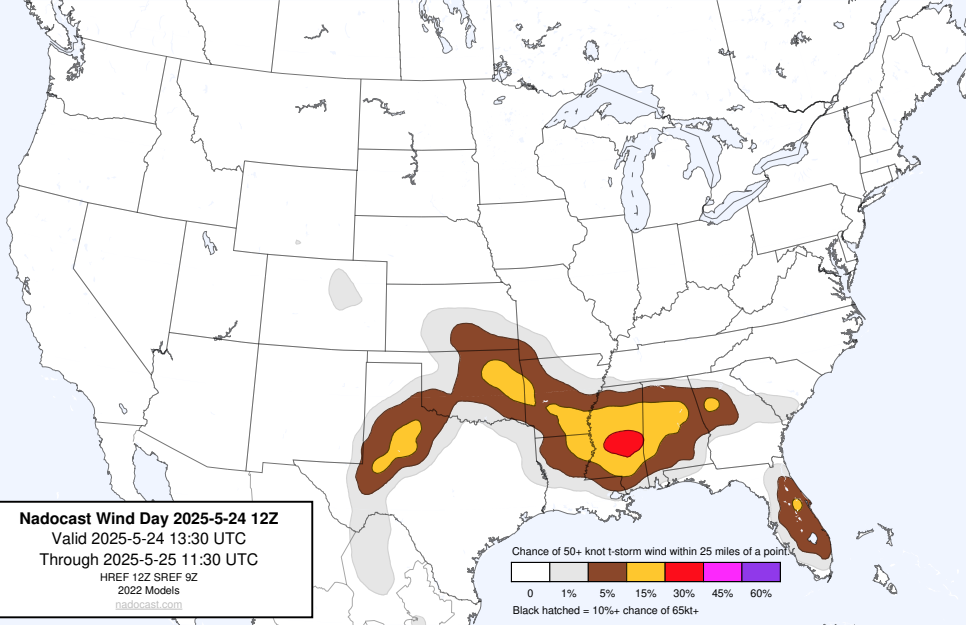 Nadocast Wind Day 2025-5-24 12Z
Valid 2025-5-24 13:30 UTC
Through 2025-5-25 11:30 UTC
HREF 12Z SREF 9Z
2022 Models
nadocast.com
Chance of 50+ knot t-storm wind within 25 miles of a point.
0 1% 5% 15% 30% 45% 60%
Black hatched = 10%+ chance of 65kt+